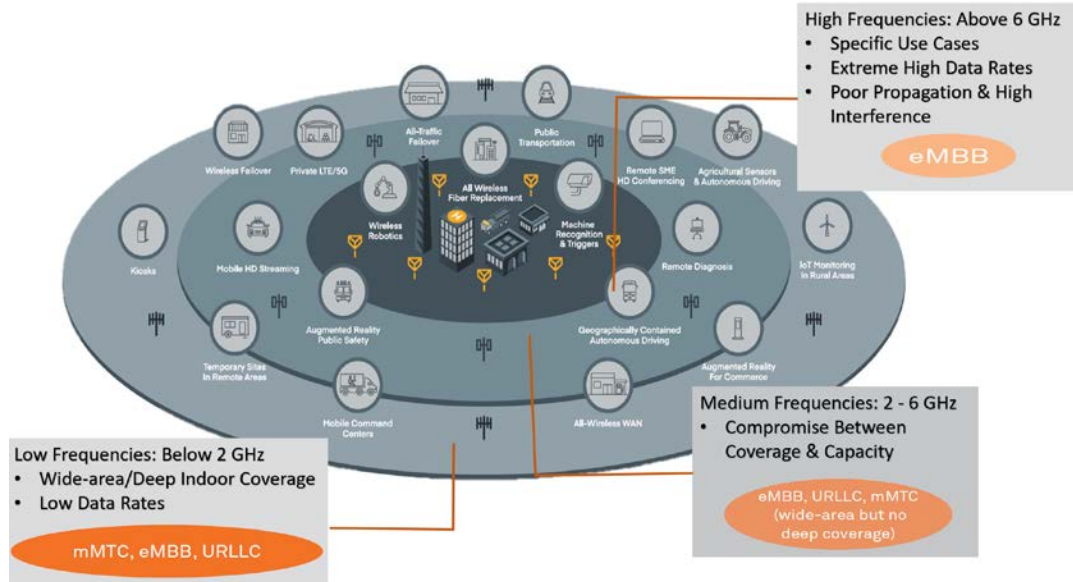 High Frequencies: Above 6 GHz
• Specific Use Cases
• Extreme High Data Rates
• Poor Propagation & High
Interference
eMBB
All-Traffic
Failover
Public
Transportation
Wireless Failover
Private LTE/5G
Remote SME
HD Conferencing
Agricultural Sensors
& Autonomous Driving
All Wireless
Fiber Replacement
Wireless
Robotics
Machine
Recognition
& Triggers
Kiosks
Mobile HD Streaming
Remote Diagnosis
IoT Monitoring
In Rural Areas
H
Augmented Reality
Public Safety
Geographically Contained
Autonomous Driving
Temporary Sites
In Remote Areas
Augmented Reality
For Commerce
Mobile Command
Centers
All-Wireless WAN
Medium Frequencies: 2 - 6 GHz
• Compromise Between
Coverage & Capacity
eMBB, URLLC, mMTC
(wide-area but no
deep coverage)
Low Frequencies: Below 2 GHz
• Wide-area/Deep Indoor Coverage
• Low Data Rates
mMTC, eMBB, URLLC